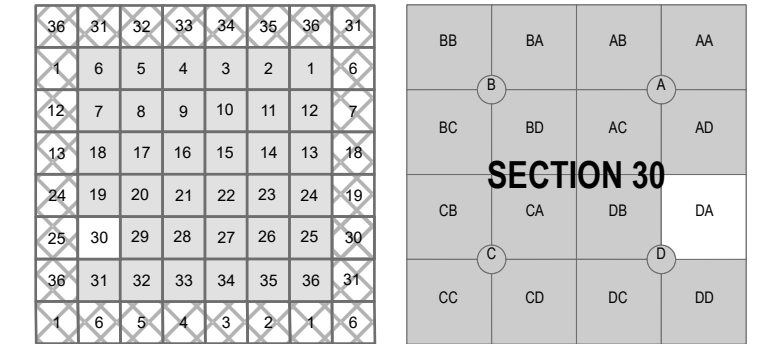 36 31 32 33 34 35 36 31
1 6 5 4 3 2 1 6
12 7 8 9 10 11 12 7
13 18 17 16 15 14 13 18
24 19 20 21 22 23 24 19
25 30 29 28 27 26 25 30
36 31 32 33 34 35 36 31
1 6 5 4 3 2 1 6
BB BA AB AA
B A
BC BD AC AD
SECTION 30
CB CA DB DA
C D
CC CD DC DD